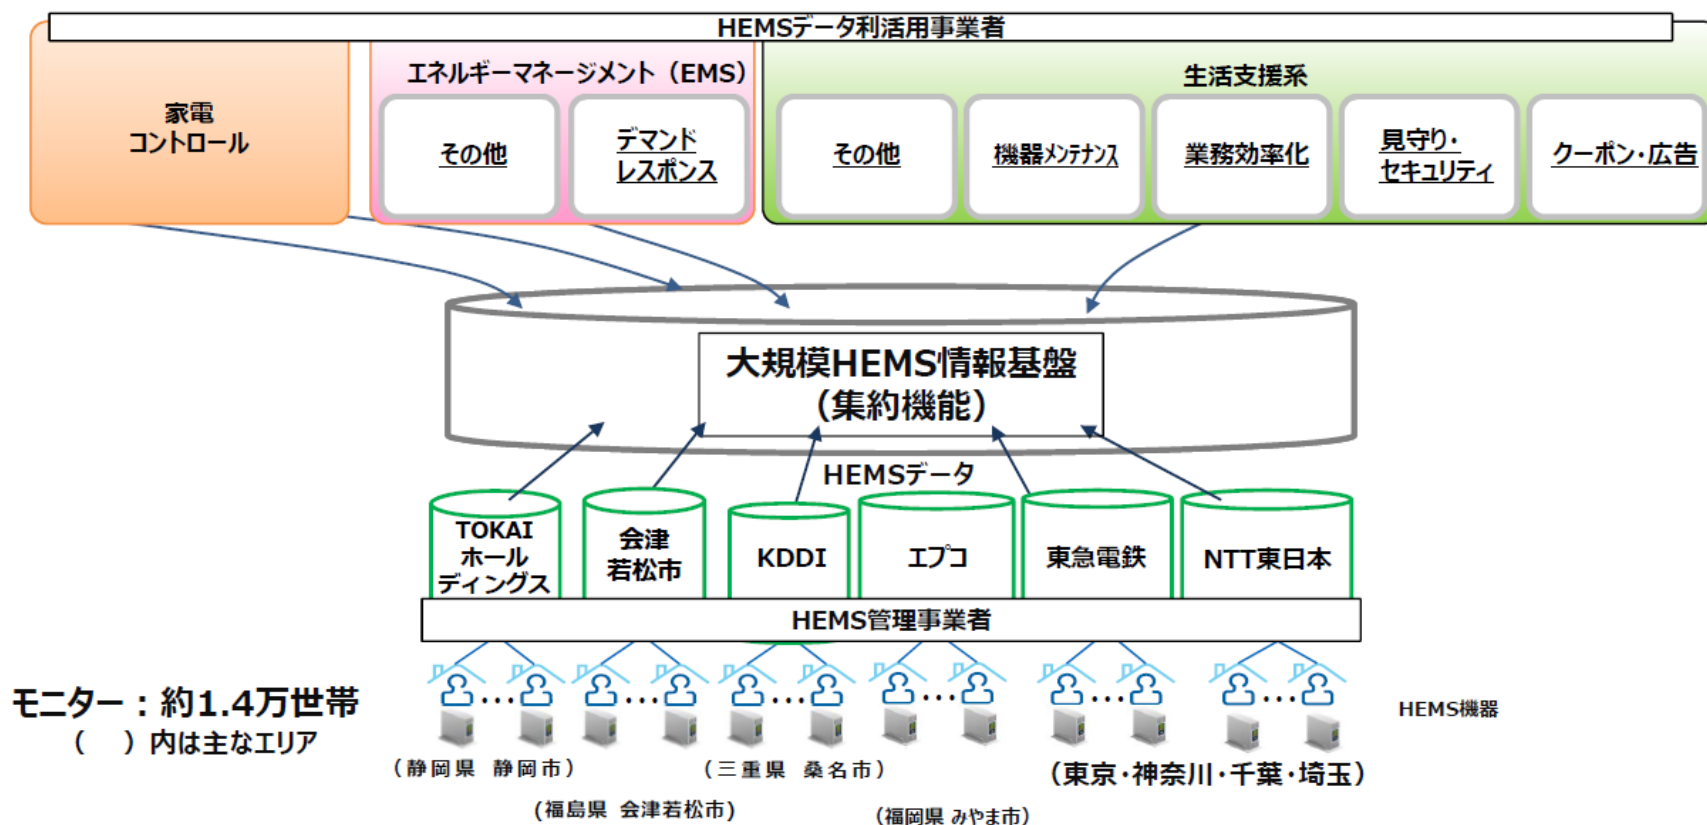 HEMSデータ利活用事業者
家電
コントロール
エネルギーマネージメント（EMS）
その他
デマンド
レスポンス
生活支援系
その他
機器メンテナンス
業務効率化
見守り・
セキュリティ
クーポン・広告
大規模HEMS情報基盤
（集約機能）
HEMSデータ
TOKAI
ホール
ディングス
会津
若松市
KDDI
エプコ
東急電鉄
NTT東日本
HEMS管理事業者
モニター：約1.4万世帯
（　）内は主なエリア
HEMS機器
（静岡県 静岡市）
（三重県 桑名市）
（東京・神奈川・千葉・埼玉）
（福島県 会津若松市）
（福岡県 みやま市）